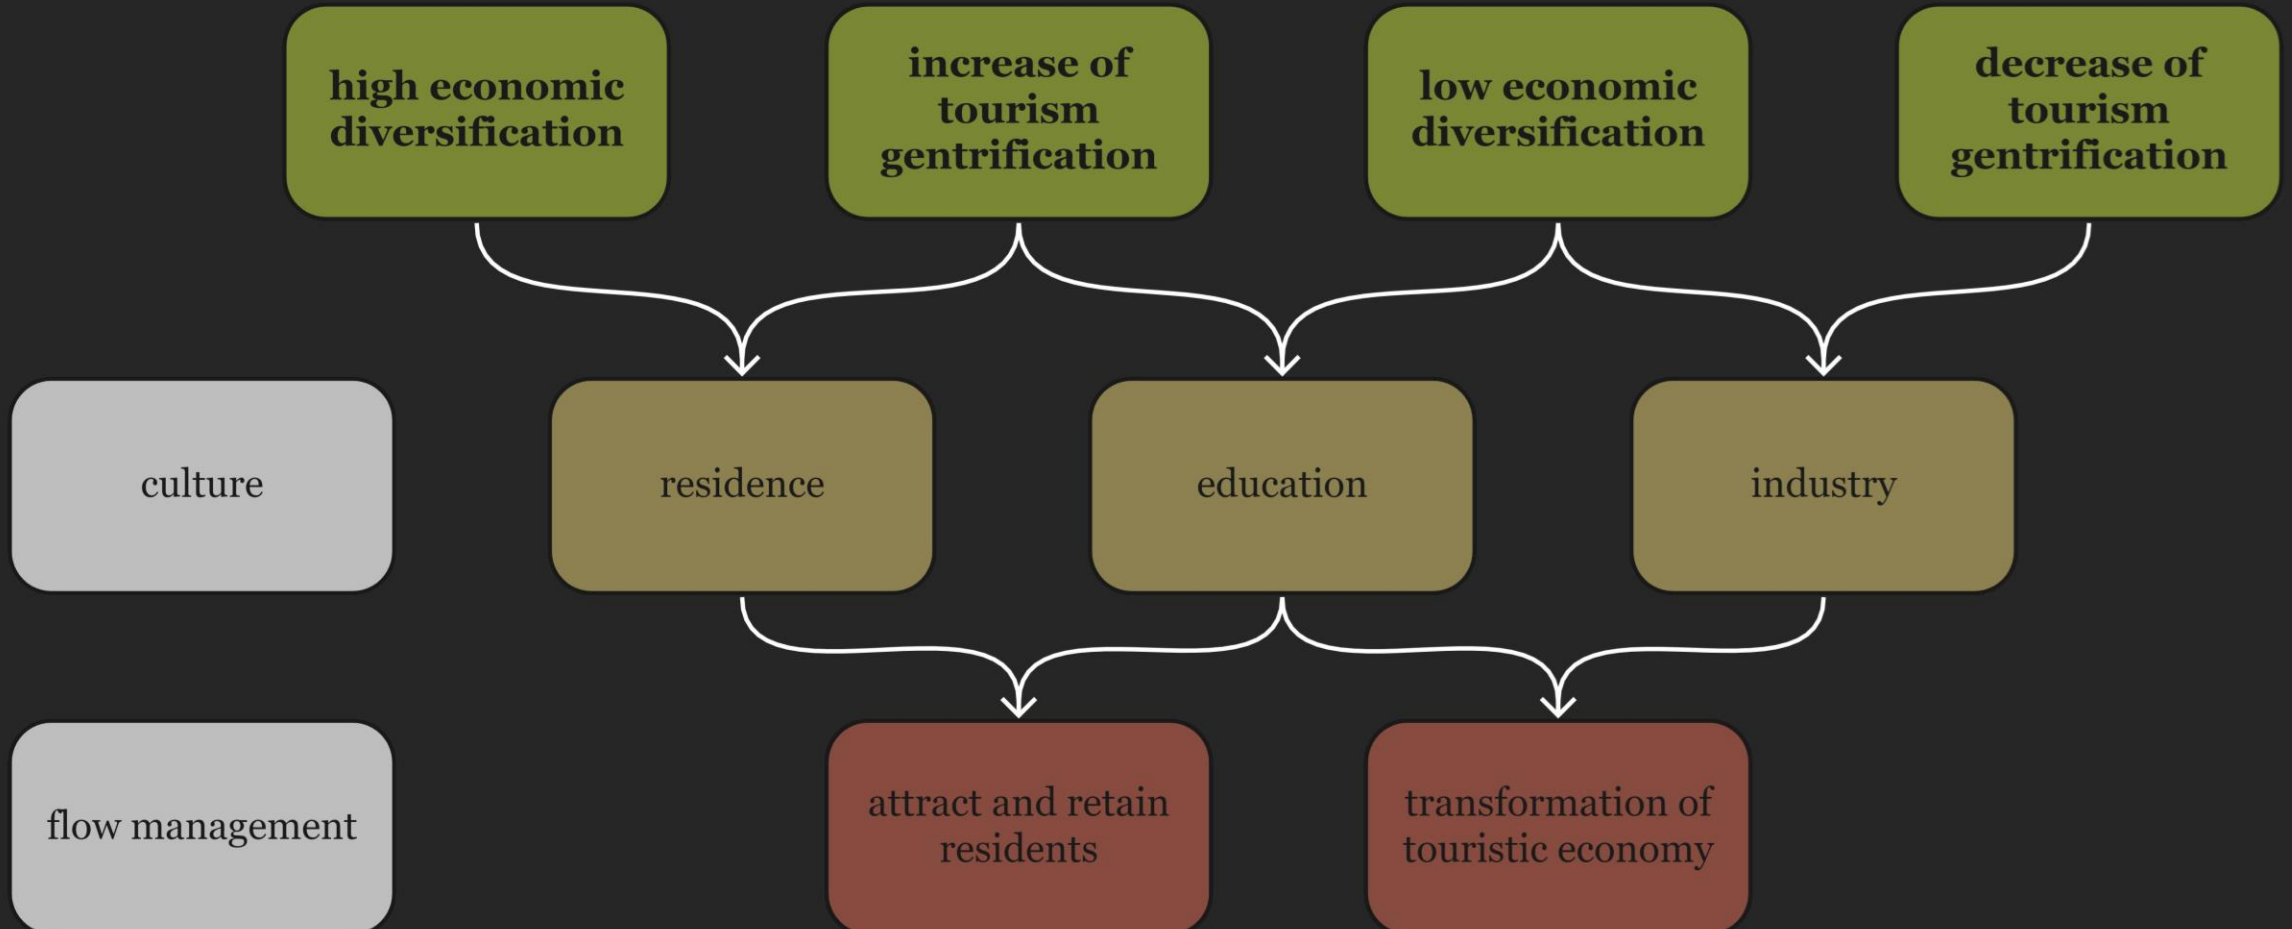 high economic
diversification
increase of
tourism
gentrification
low economic
diversification
decrease of
tourism
gentrification
culture
residence
education
industry
flow management
attract and retain
residents
transformation of
touristic economy